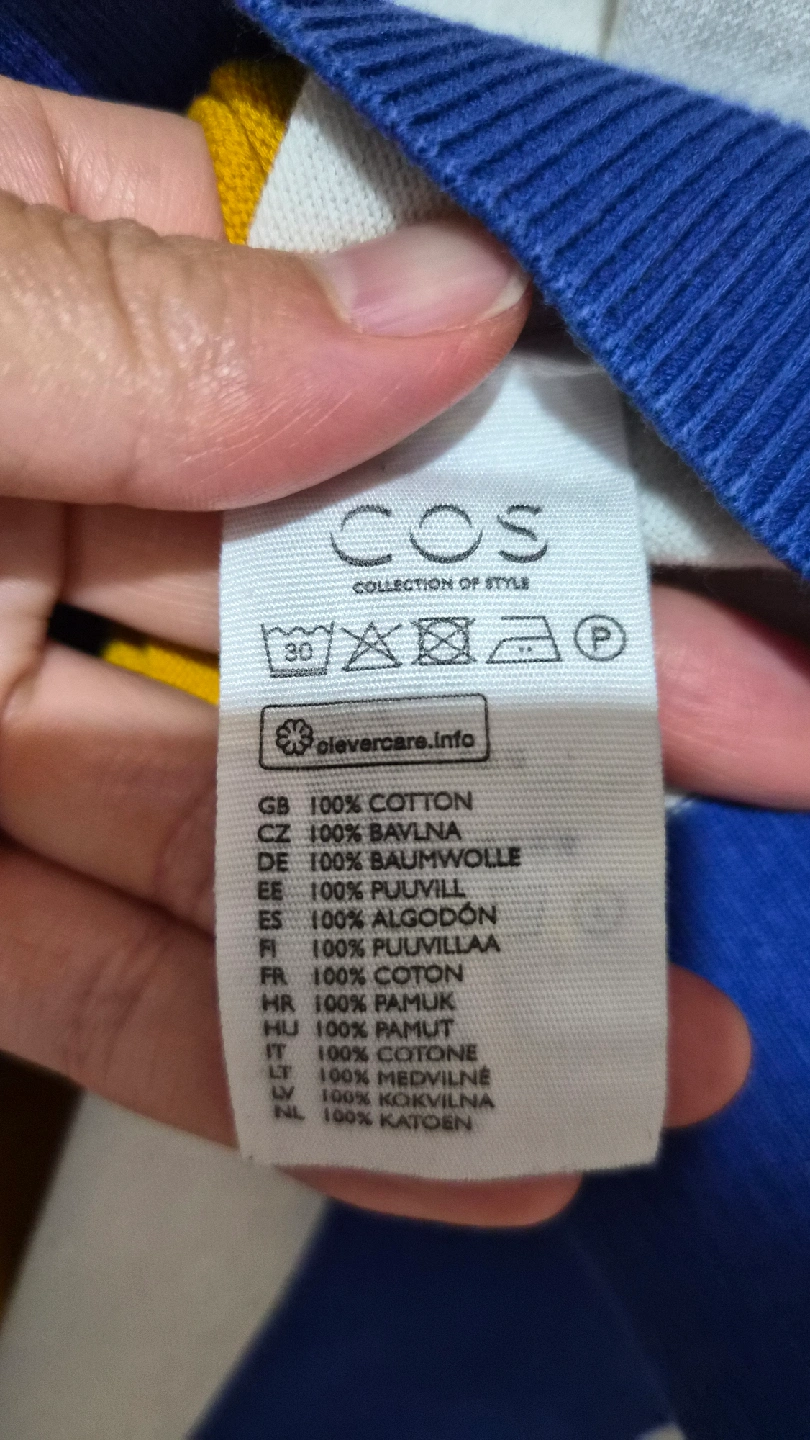 COS
COLLECTION OF STYLE
30 P
clevercare.info
GB 100% COTTON
CZ 100% BAVLNA
DE 100% BAUMWOLLE
EE 100% PUUVILL
ES 100% ALGODÓN
FI 100% PUUVILLAA
FR 100% COTON
HR 100% PAMUK
HU 100% PAMUT
IT 100% COTONE
LT 100% MEDVILNĖ
LV 100% KOKVILNA
NL 100% KATOEN